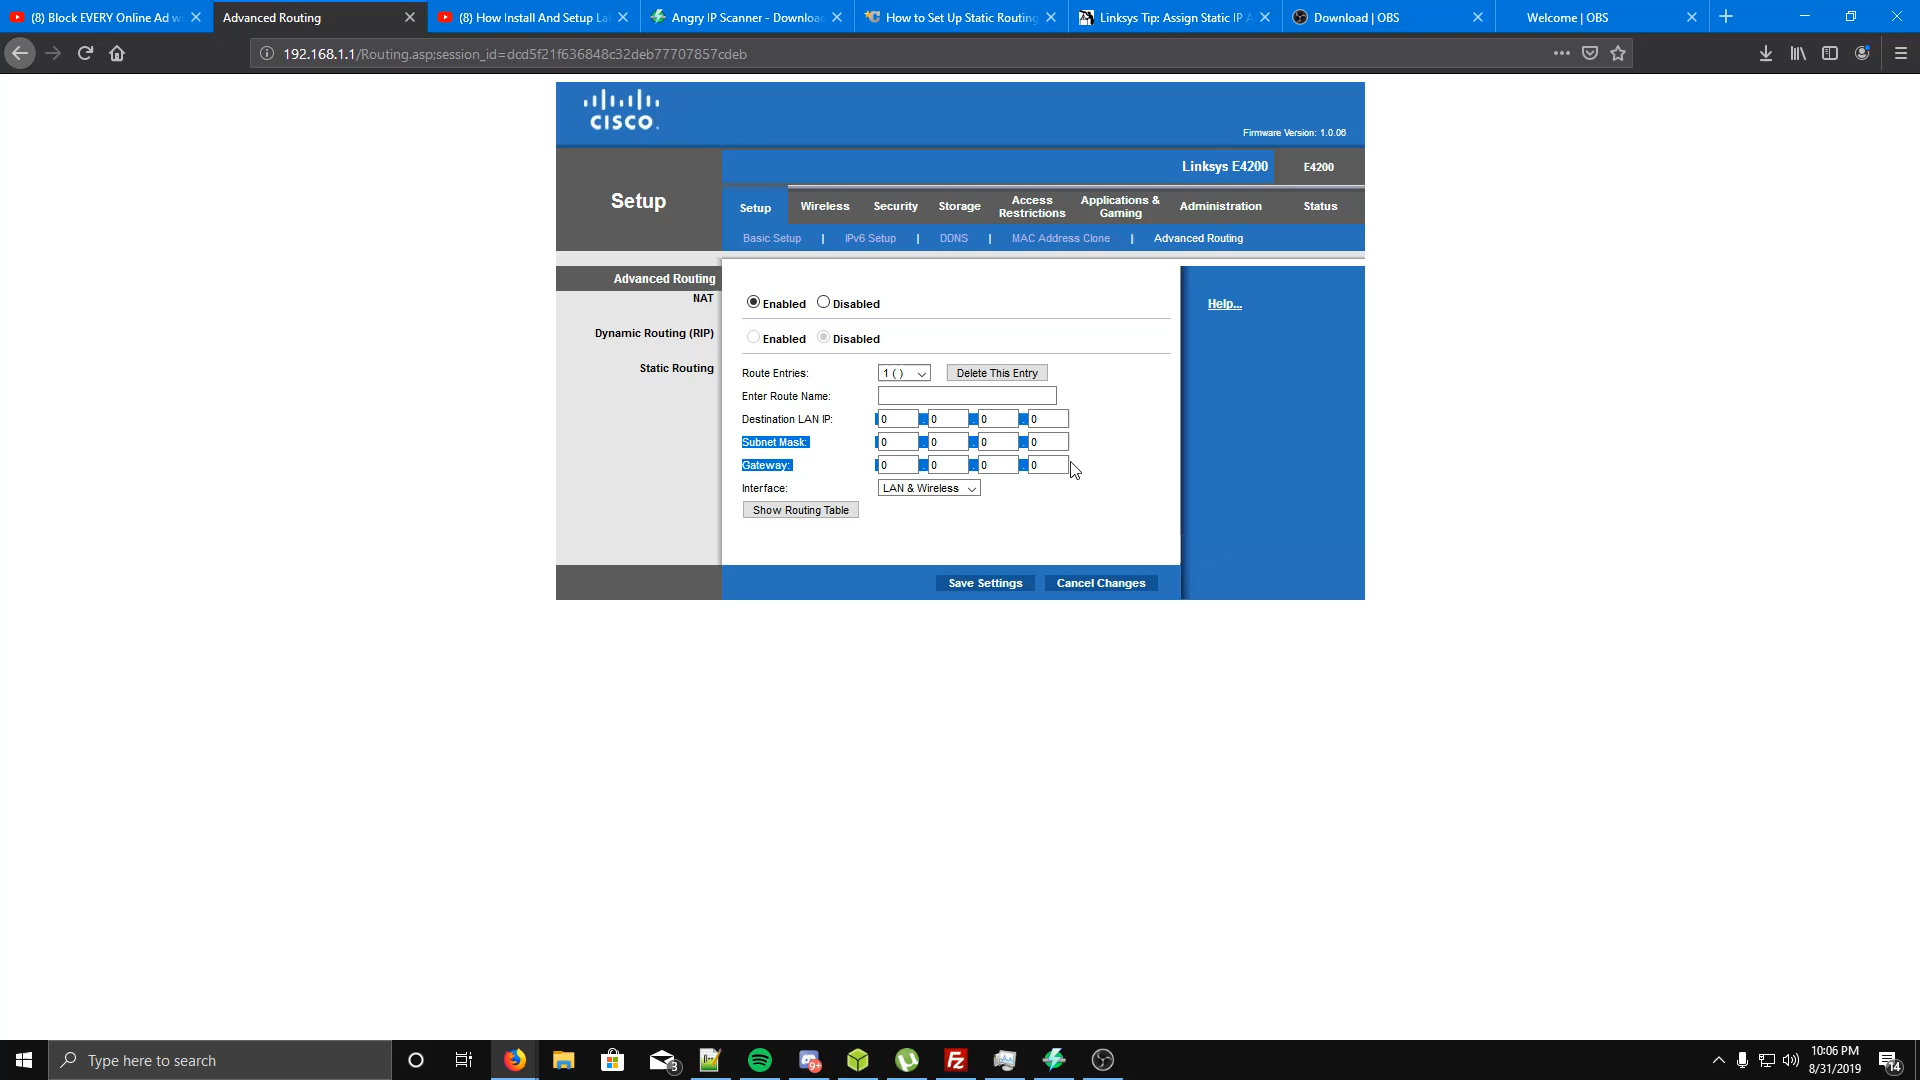 (8) Block EVERY Online Ad w
Advanced Routing
(8) How Install And Setup La
Angry IP Scanner - Download
How to Set Up Static Routing
Linksys Tip: Assign Static IP A
Download | OBS
Welcome | OBS
192.168.1.1/Routing.asp;session_id=dcd5f21f636848c32deb77707857cdeb
CISCO.
Firmware Version: 1.0.06
Linksys E4200
E4200
Setup
Setup
Wireless
Security
Storage
Access Restrictions
Applications & Gaming
Administration
Status
Basic Setup | IPv6 Setup | DDNS | MAC Address Clone | Advanced Routing
Advanced Routing
NAT
Enabled Disabled
Help...
Dynamic Routing (RIP)
Enabled Disabled
Static Routing
Route Entries: 1 ( ) Delete This Entry
Enter Route Name:
Destination LAN IP: 0 . 0 . 0 . 0
Subnet Mask: 0 . 0 . 0 . 0
Gateway: 0 . 0 . 0 . 0
Interface: LAN & Wireless
Show Routing Table
Save Settings Cancel Changes
Type here to search
3
9+
10:06 PM
8/31/2019
14